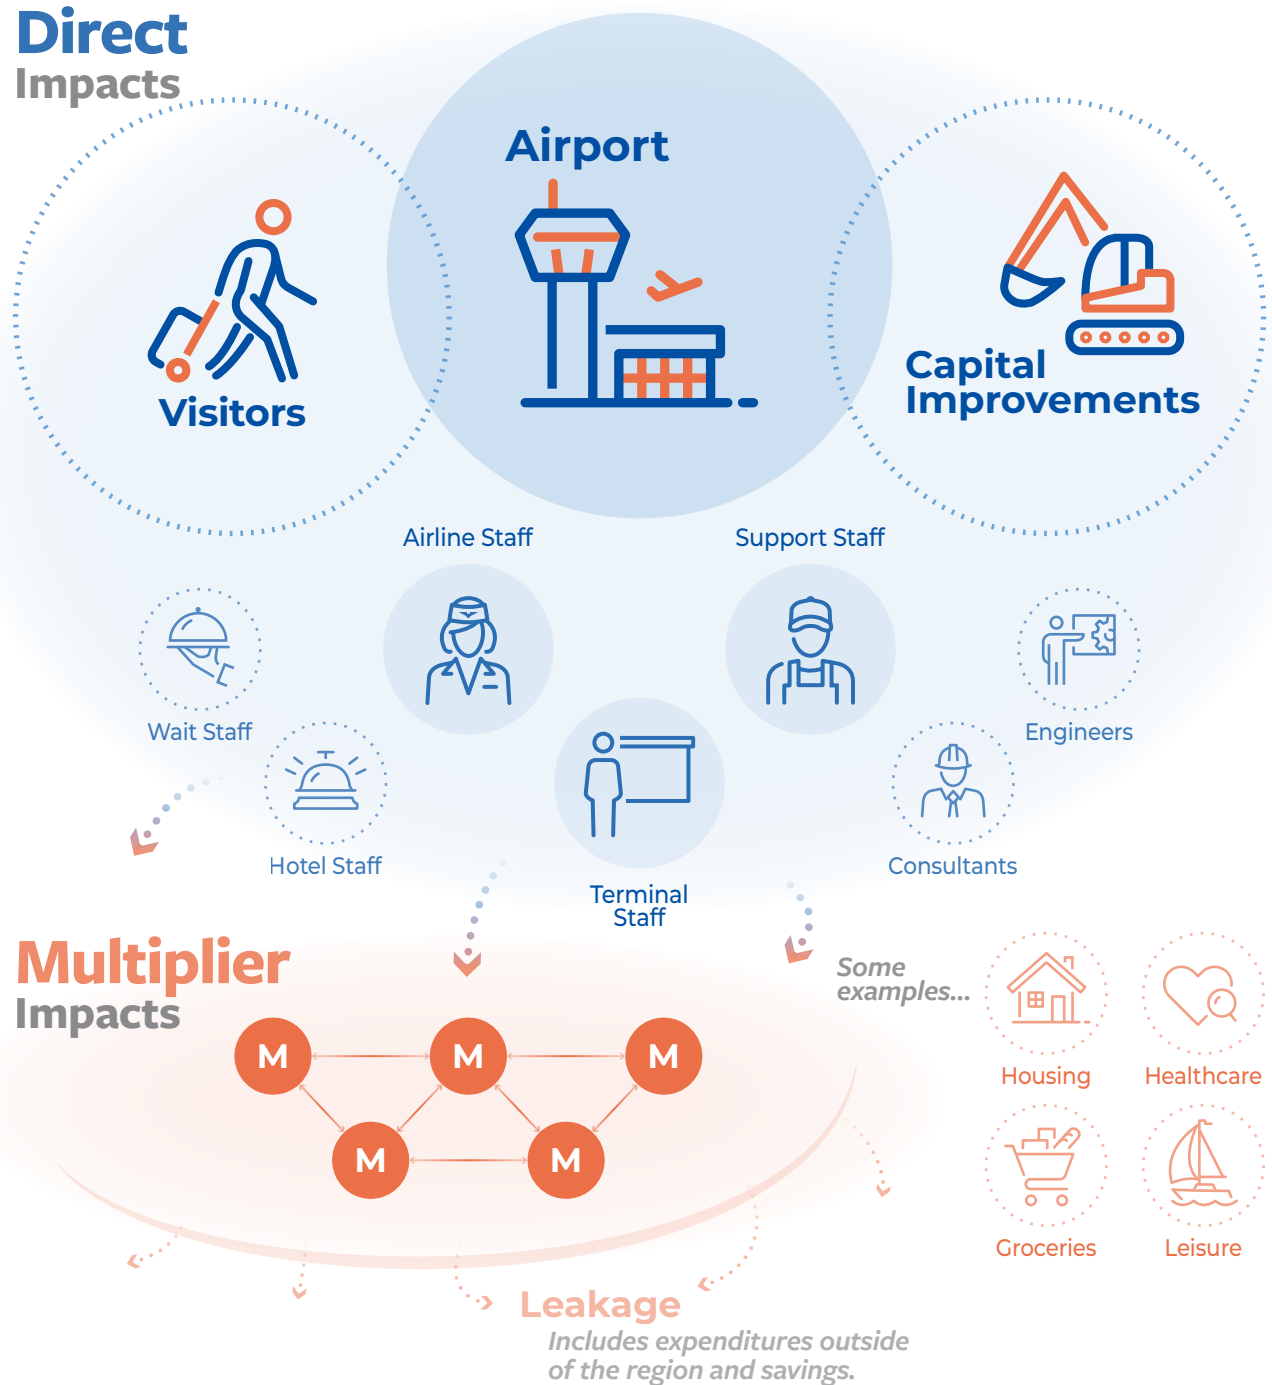 Direct
Impacts
Airport
Visitors
Capital
Improvements
Airline Staff
Support Staff
Wait Staff
Engineers
Hotel Staff
Consultants
Terminal
Staff
Multiplier
Impacts
Some
examples...
M
M
M
M
M
Housing
Healthcare
Groceries
Leisure
Leakage
Includes expenditures outside
of the region and savings.